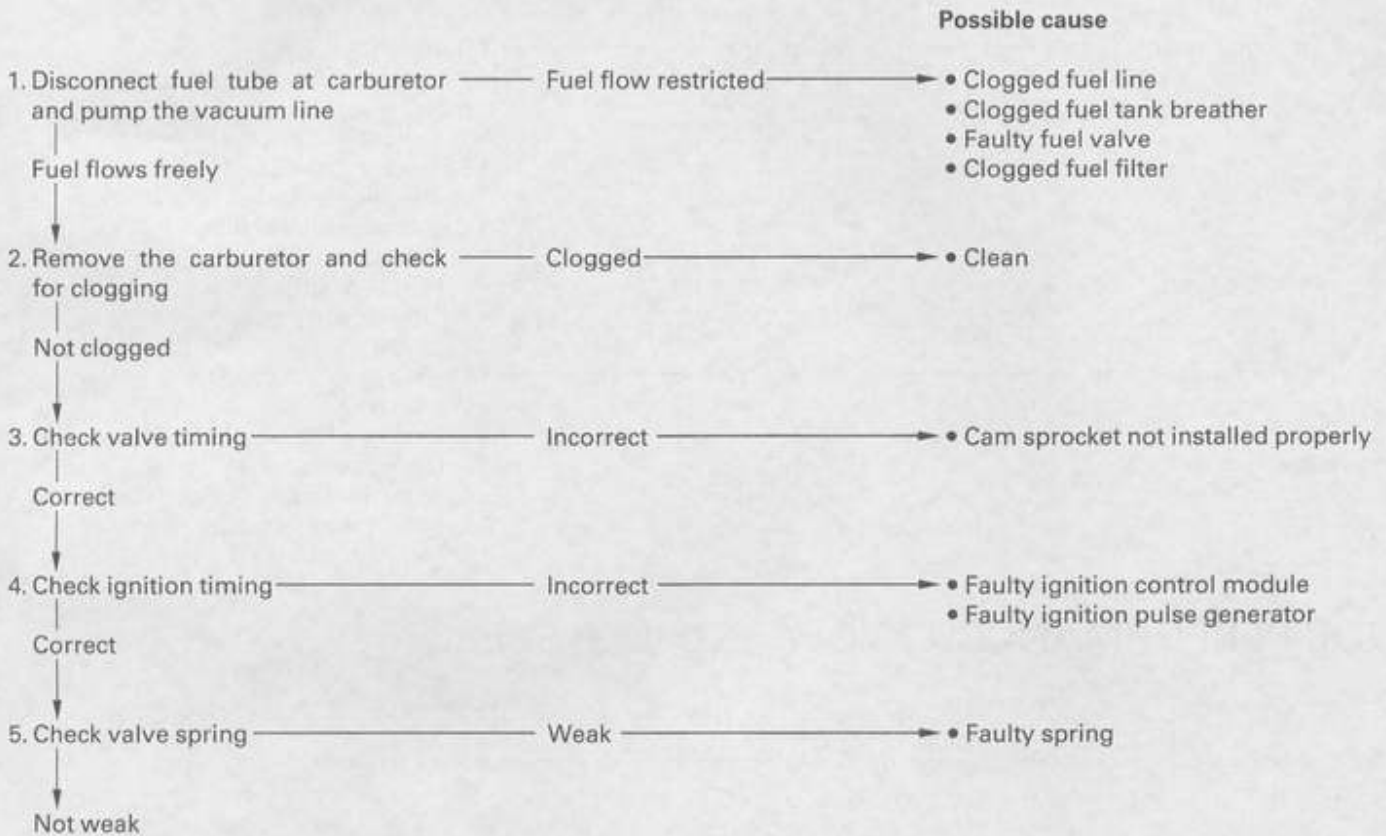 Possible cause
1. Disconnect fuel tube at carburetor
and pump the vacuum line
Fuel flow restricted
• Clogged fuel line
• Clogged fuel tank breather
• Faulty fuel valve
• Clogged fuel filter
Fuel flows freely
2. Remove the carburetor and check
for clogging
Clogged
• Clean
Not clogged
3. Check valve timing
Incorrect
• Cam sprocket not installed properly
Correct
4. Check ignition timing
Incorrect
• Faulty ignition control module
• Faulty ignition pulse generator
Correct
5. Check valve spring
Weak
• Faulty spring
Not weak